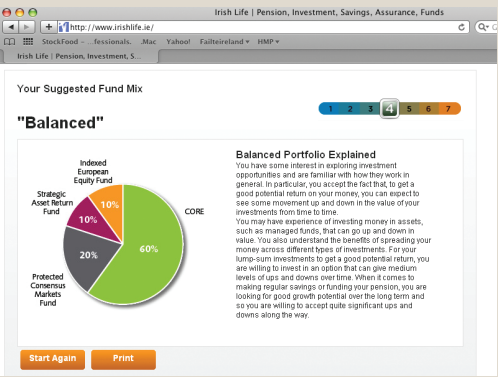 Irish Life | Pension, Investment, Savings, Assurance, Funds
http://www.irishlife.ie/
StockFood - ...fessionals. .Mac Yahoo! Failteireland HMP
Irish Life | Pension, Investment, S...
Your Suggested Fund Mix
1 2 3 4 5 6 7
"Balanced"
Indexed
European
Equity Fund
Strategic
Asset Return
Fund
CORE
10%
10%
60%
20%
Protected
Consensus
Markets
Fund
Balanced Portfolio Explained
You have some interest in exploring investment
opportunities and are familiar with how they work in
general. In particular, you accept the fact that, to get a
good potential return on your money, you can expect to
see some movement up and down in the value of your
investments from time to time.
You may have experience of investing money in assets,
such as managed funds, that can go up and down in
value. You also understand the benefits of spreading your
money across different types of investments. For your
lump-sum investments to get a good potential return, you
are willing to invest in an option that can give medium
levels of ups and downs over time. When it comes to
making regular savings or funding your pension, you are
looking for good growth potential over the long term and
so you are willing to accept quite significant ups and
downs along the way.
Start Again
Print